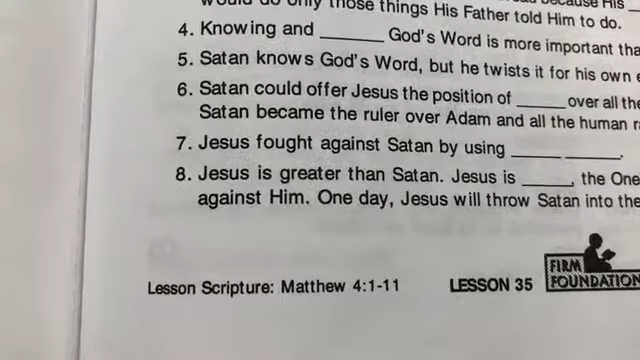 would do only those things His Father told Him to do.
4. Knowing and ______ God's Word is more important tha
5. Satan knows God's Word, but he twists it for his own e
6. Satan could offer Jesus the position of _____ over all the
Satan became the ruler over Adam and all the human r
7. Jesus fought against Satan by using _____ _____.
8. Jesus is greater than Satan. Jesus is _____, the One
against Him. One day, Jesus will throw Satan into the
Lesson Scripture: Matthew 4:1-11 LESSON 35
FIRM
FOUNDATION